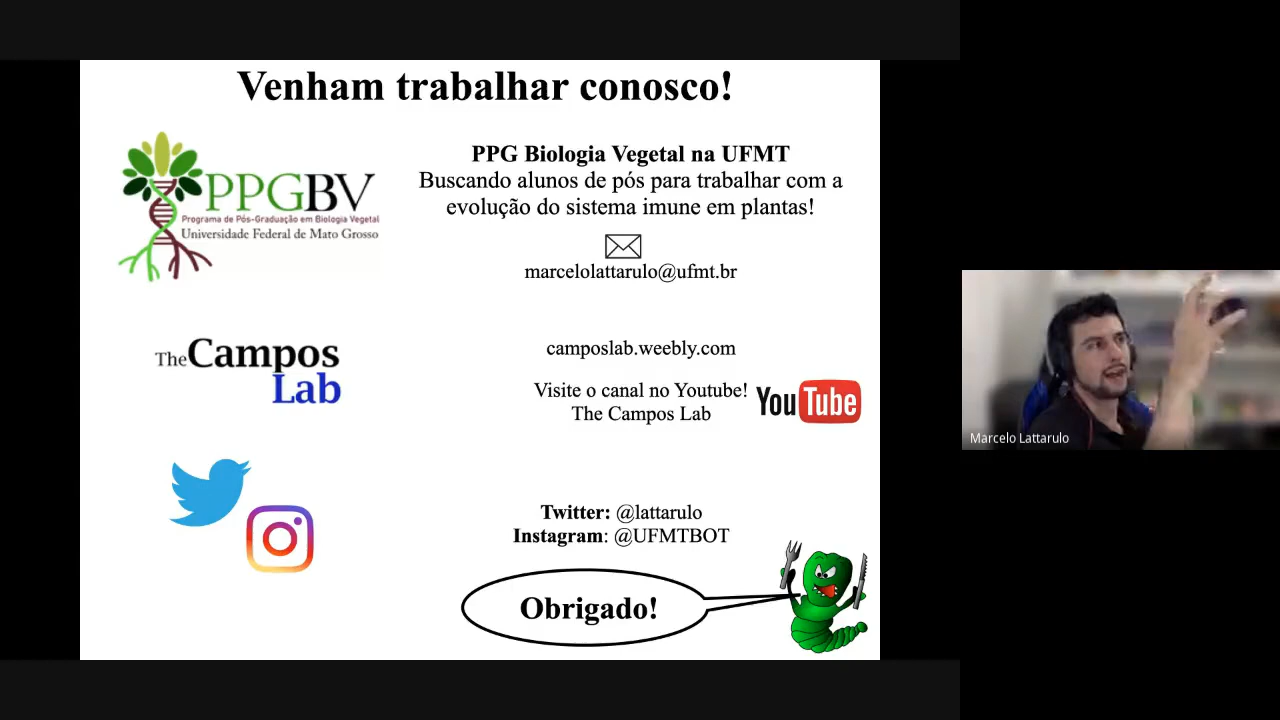 Venham trabalhar conosco!
PPGBV
Programa de Pós-Graduação em Biologia Vegetal
Universidade Federal de Mato Grosso
PPG Biologia Vegetal na UFMT
Buscando alunos de pós para trabalhar com a
evolução do sistema imune em plantas!
marcelolattarulo@ufmt.br
The Campos
Lab
camposlab.weebly.com
Visite o canal no Youtube!
The Campos Lab
YouTube
Twitter: @lattarulo
Instagram: @UFMTBOT
Obrigado!
Marcelo Lattarulo